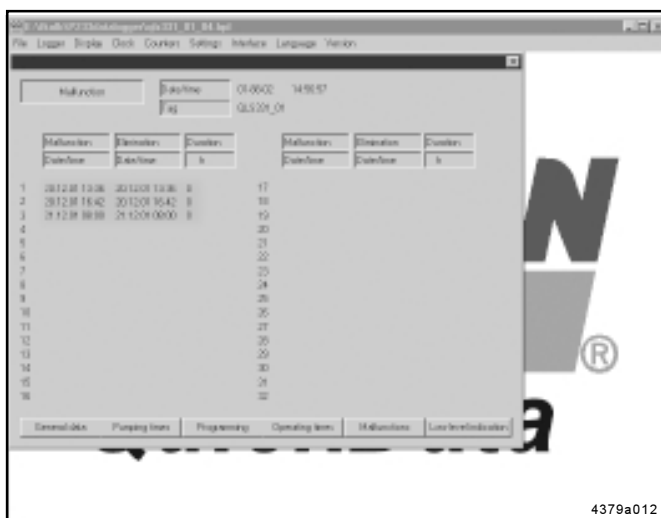 File Logger Display Clock Counters Settings Interface Language Version
Malfunction
Date/time 01-08-02 14:56:57
Tag QLS331_01
Malfunction Elimination Duration Malfunction Elimination Duration
Date/time Date/time h Date/time Date/time h
1 20.12.01 13:36 20.12.01 13:36 0 17
2 20.12.01 16:42 20.12.01 16:42 0 18
3 21.12.01 08:00 21.12.01 08:00 0 19
4 20
5 21
6 22
7 23
8 24
9 25
10 26
11 27
12 28
13 29
14 30
15 31
16 32
General data Pumping times Programming Operating times Malfunctions Low level indication
®
4379a012